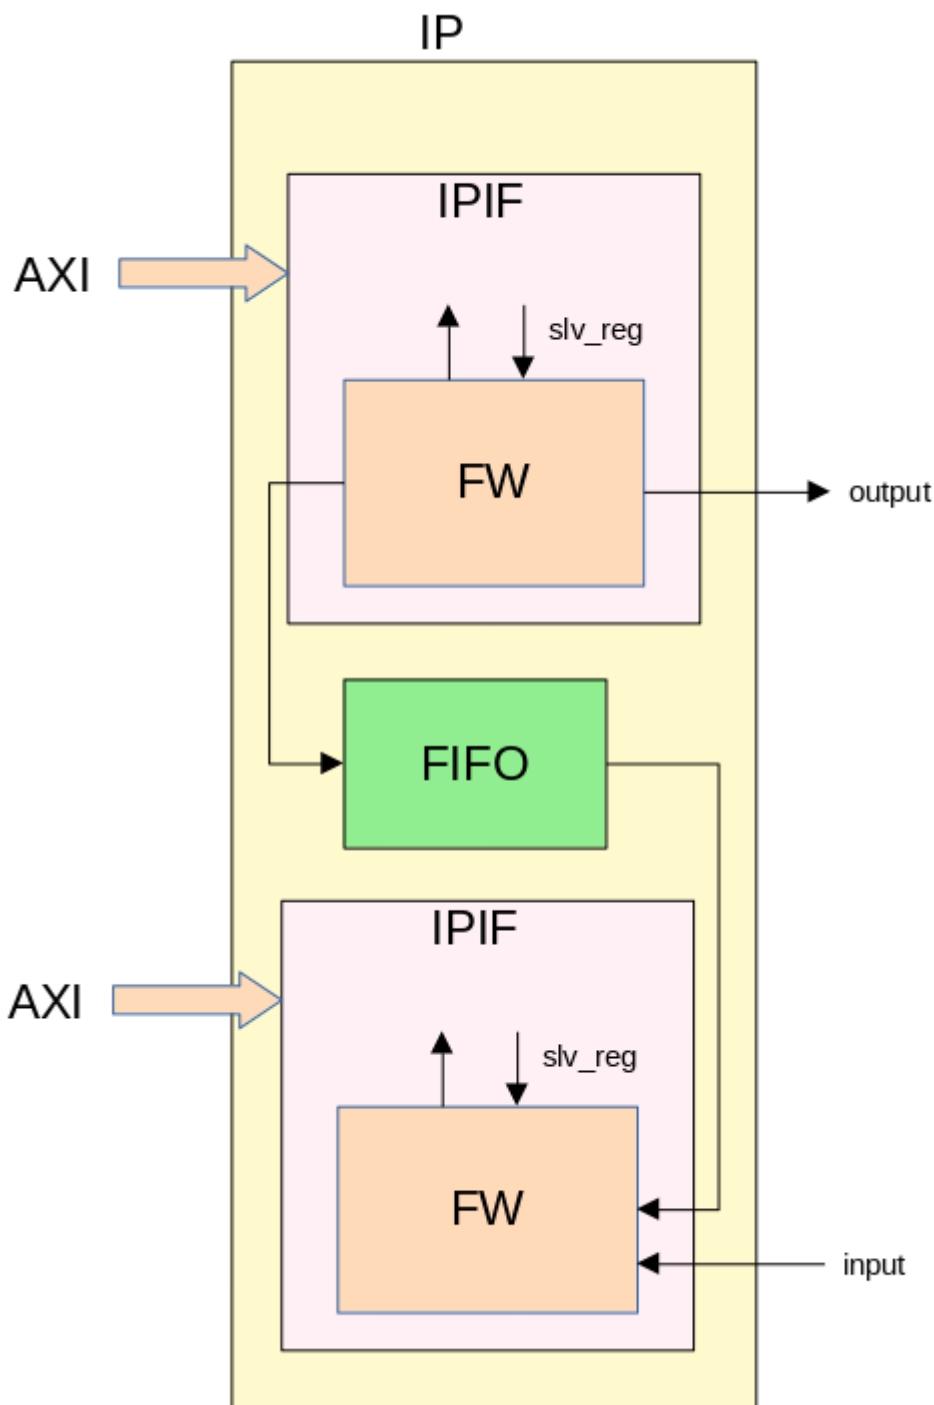 IP
IPIF
AXI
slv_reg
FW
output
FIFO
IPIF
AXI
slv_reg
FW
input